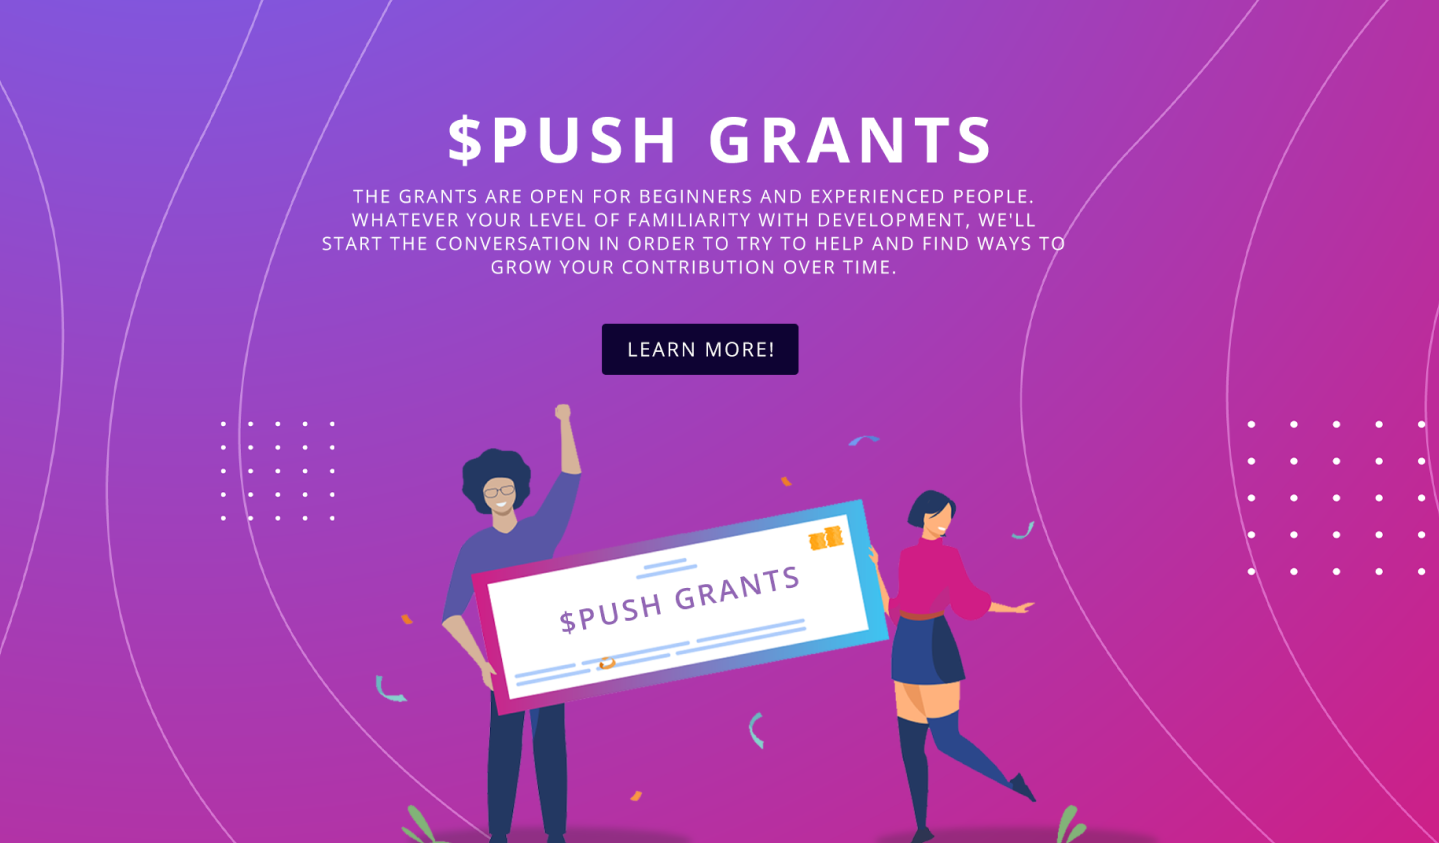 $PUSH GRANTS
THE GRANTS ARE OPEN FOR BEGINNERS AND EXPERIENCED PEOPLE.
WHATEVER YOUR LEVEL OF FAMILIARITY WITH DEVELOPMENT, WE'LL
START THE CONVERSATION IN ORDER TO TRY TO HELP AND FIND WAYS TO
GROW YOUR CONTRIBUTION OVER TIME.
LEARN MORE!
$PUSH GRANTS